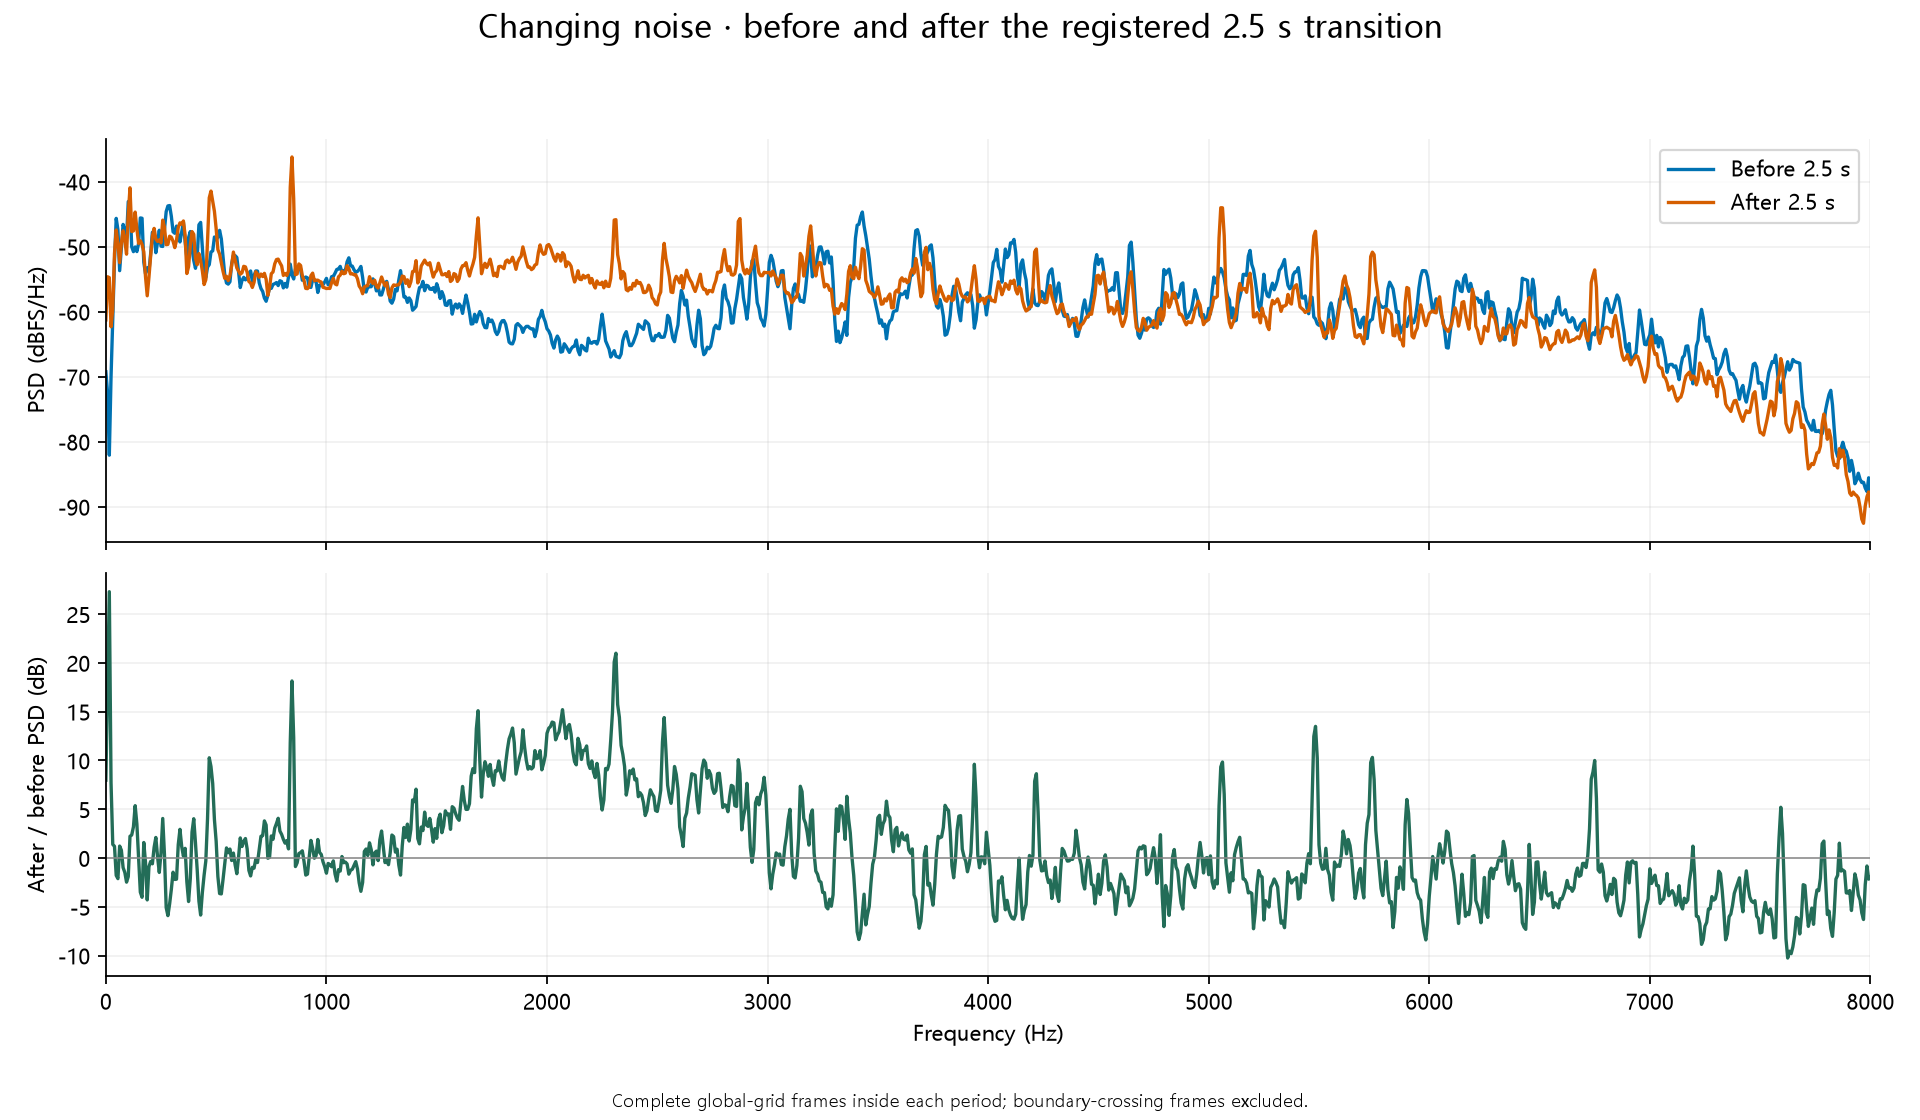 Changing noise · before and after the registered 2.5 s transition
PSD (dBFS/Hz)
-40
-50
-60
-70
-80
-90
Before 2.5 s
After 2.5 s
After / before PSD (dB)
25
20
15
10
5
0
-5
-10
0 1000 2000 3000 4000 5000 6000 7000 8000
Frequency (Hz)
Complete global-grid frames inside each period; boundary-crossing frames excluded.